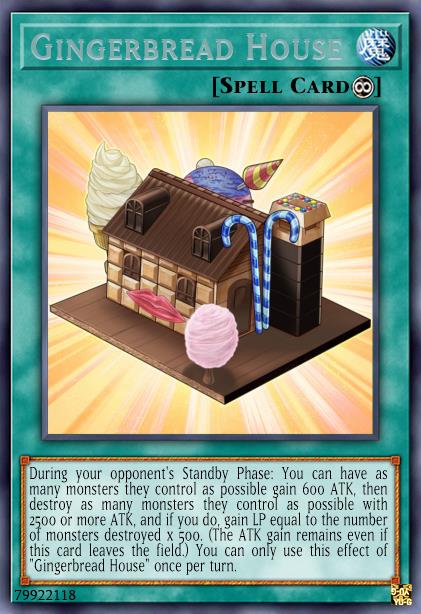 Gingerbread House
魔
[Spell Card]
During your opponent's Standby Phase: You can have as
many monsters they control as possible gain 600 ATK, then
destroy as many monsters they control as possible with
2500 or more ATK, and if you do, gain LP equal to the number
of monsters destroyed x 500. (The ATK gain remains even if
this card leaves the field.) You can only use this effect of
"Gingerbread House" once per turn.
79922118